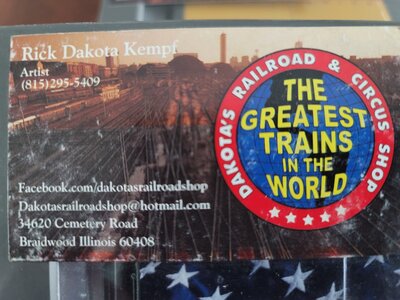 Rick Dakota Kempf
Artist
(815)295-5409
DAKOTA'S RAILROAD & CIRCUS SHOP
THE
GREATEST
TRAINS
IN THE
WORLD
Facebook.com/dakotasrailroadshop
Dakotasrailroadshop@hotmail.com
34620 Cemetery Road
Braidwood Illinois 60408